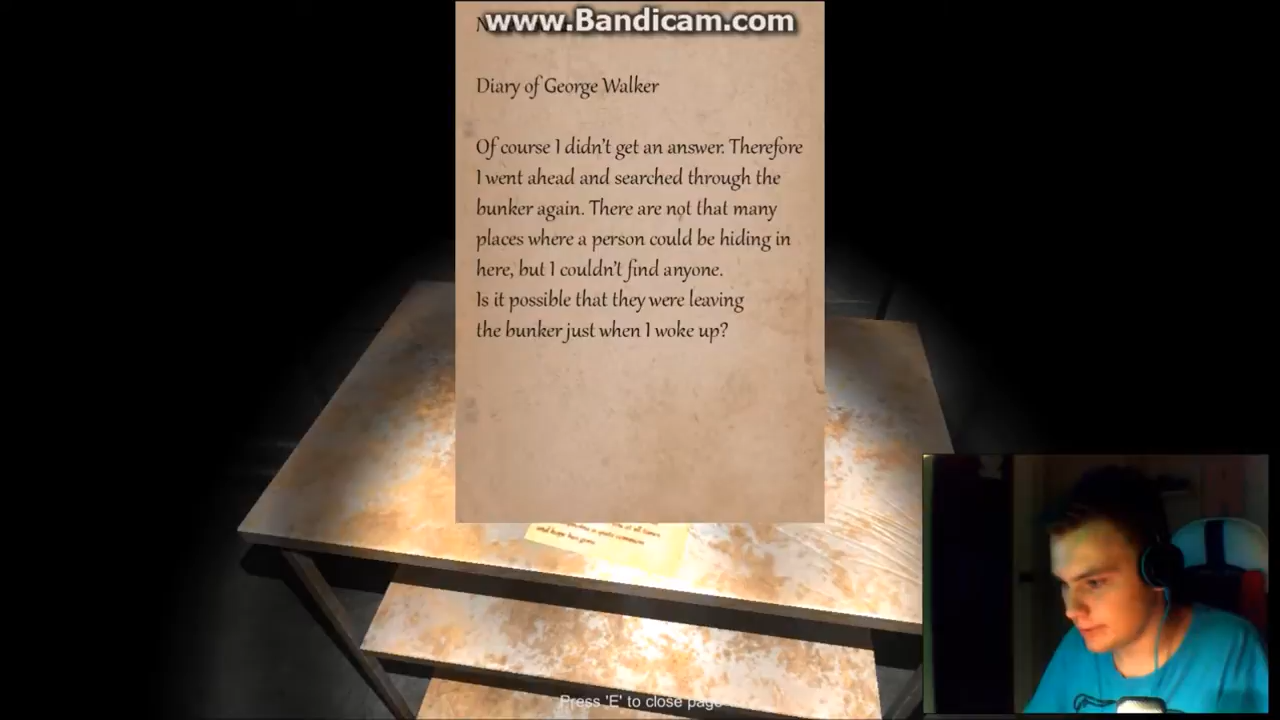 www.Bandicam.com
Diary of George Walker
Of course I didn't get an answer. Therefore
I went ahead and searched through the
bunker again. There are not that many
places where a person could be hiding in
here, but I couldn't find anyone.
Is it possible that they were leaving
the bunker just when I woke up?
Press 'E' to close page